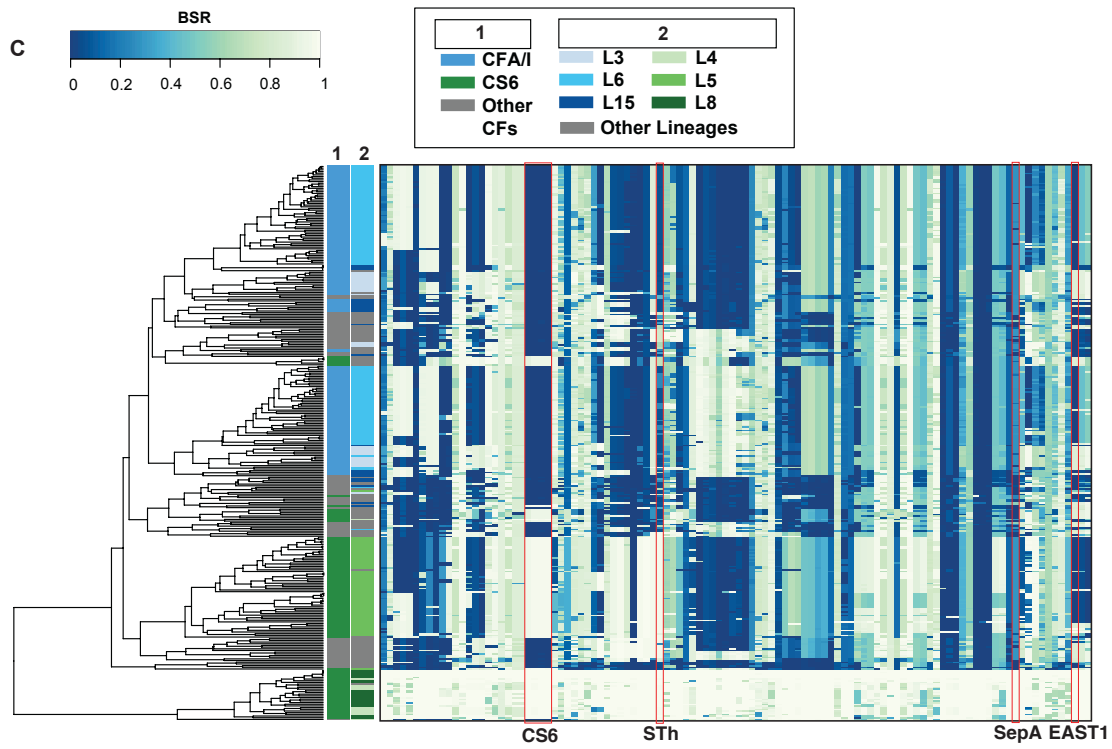 C
BSR
0 0.2 0.4 0.6 0.8 1
1 2
CFA/I L3 L4
CS6 L6 L5
Other L15 L8
CFs Other Lineages
1 2
CS6 STh SepA EAST1